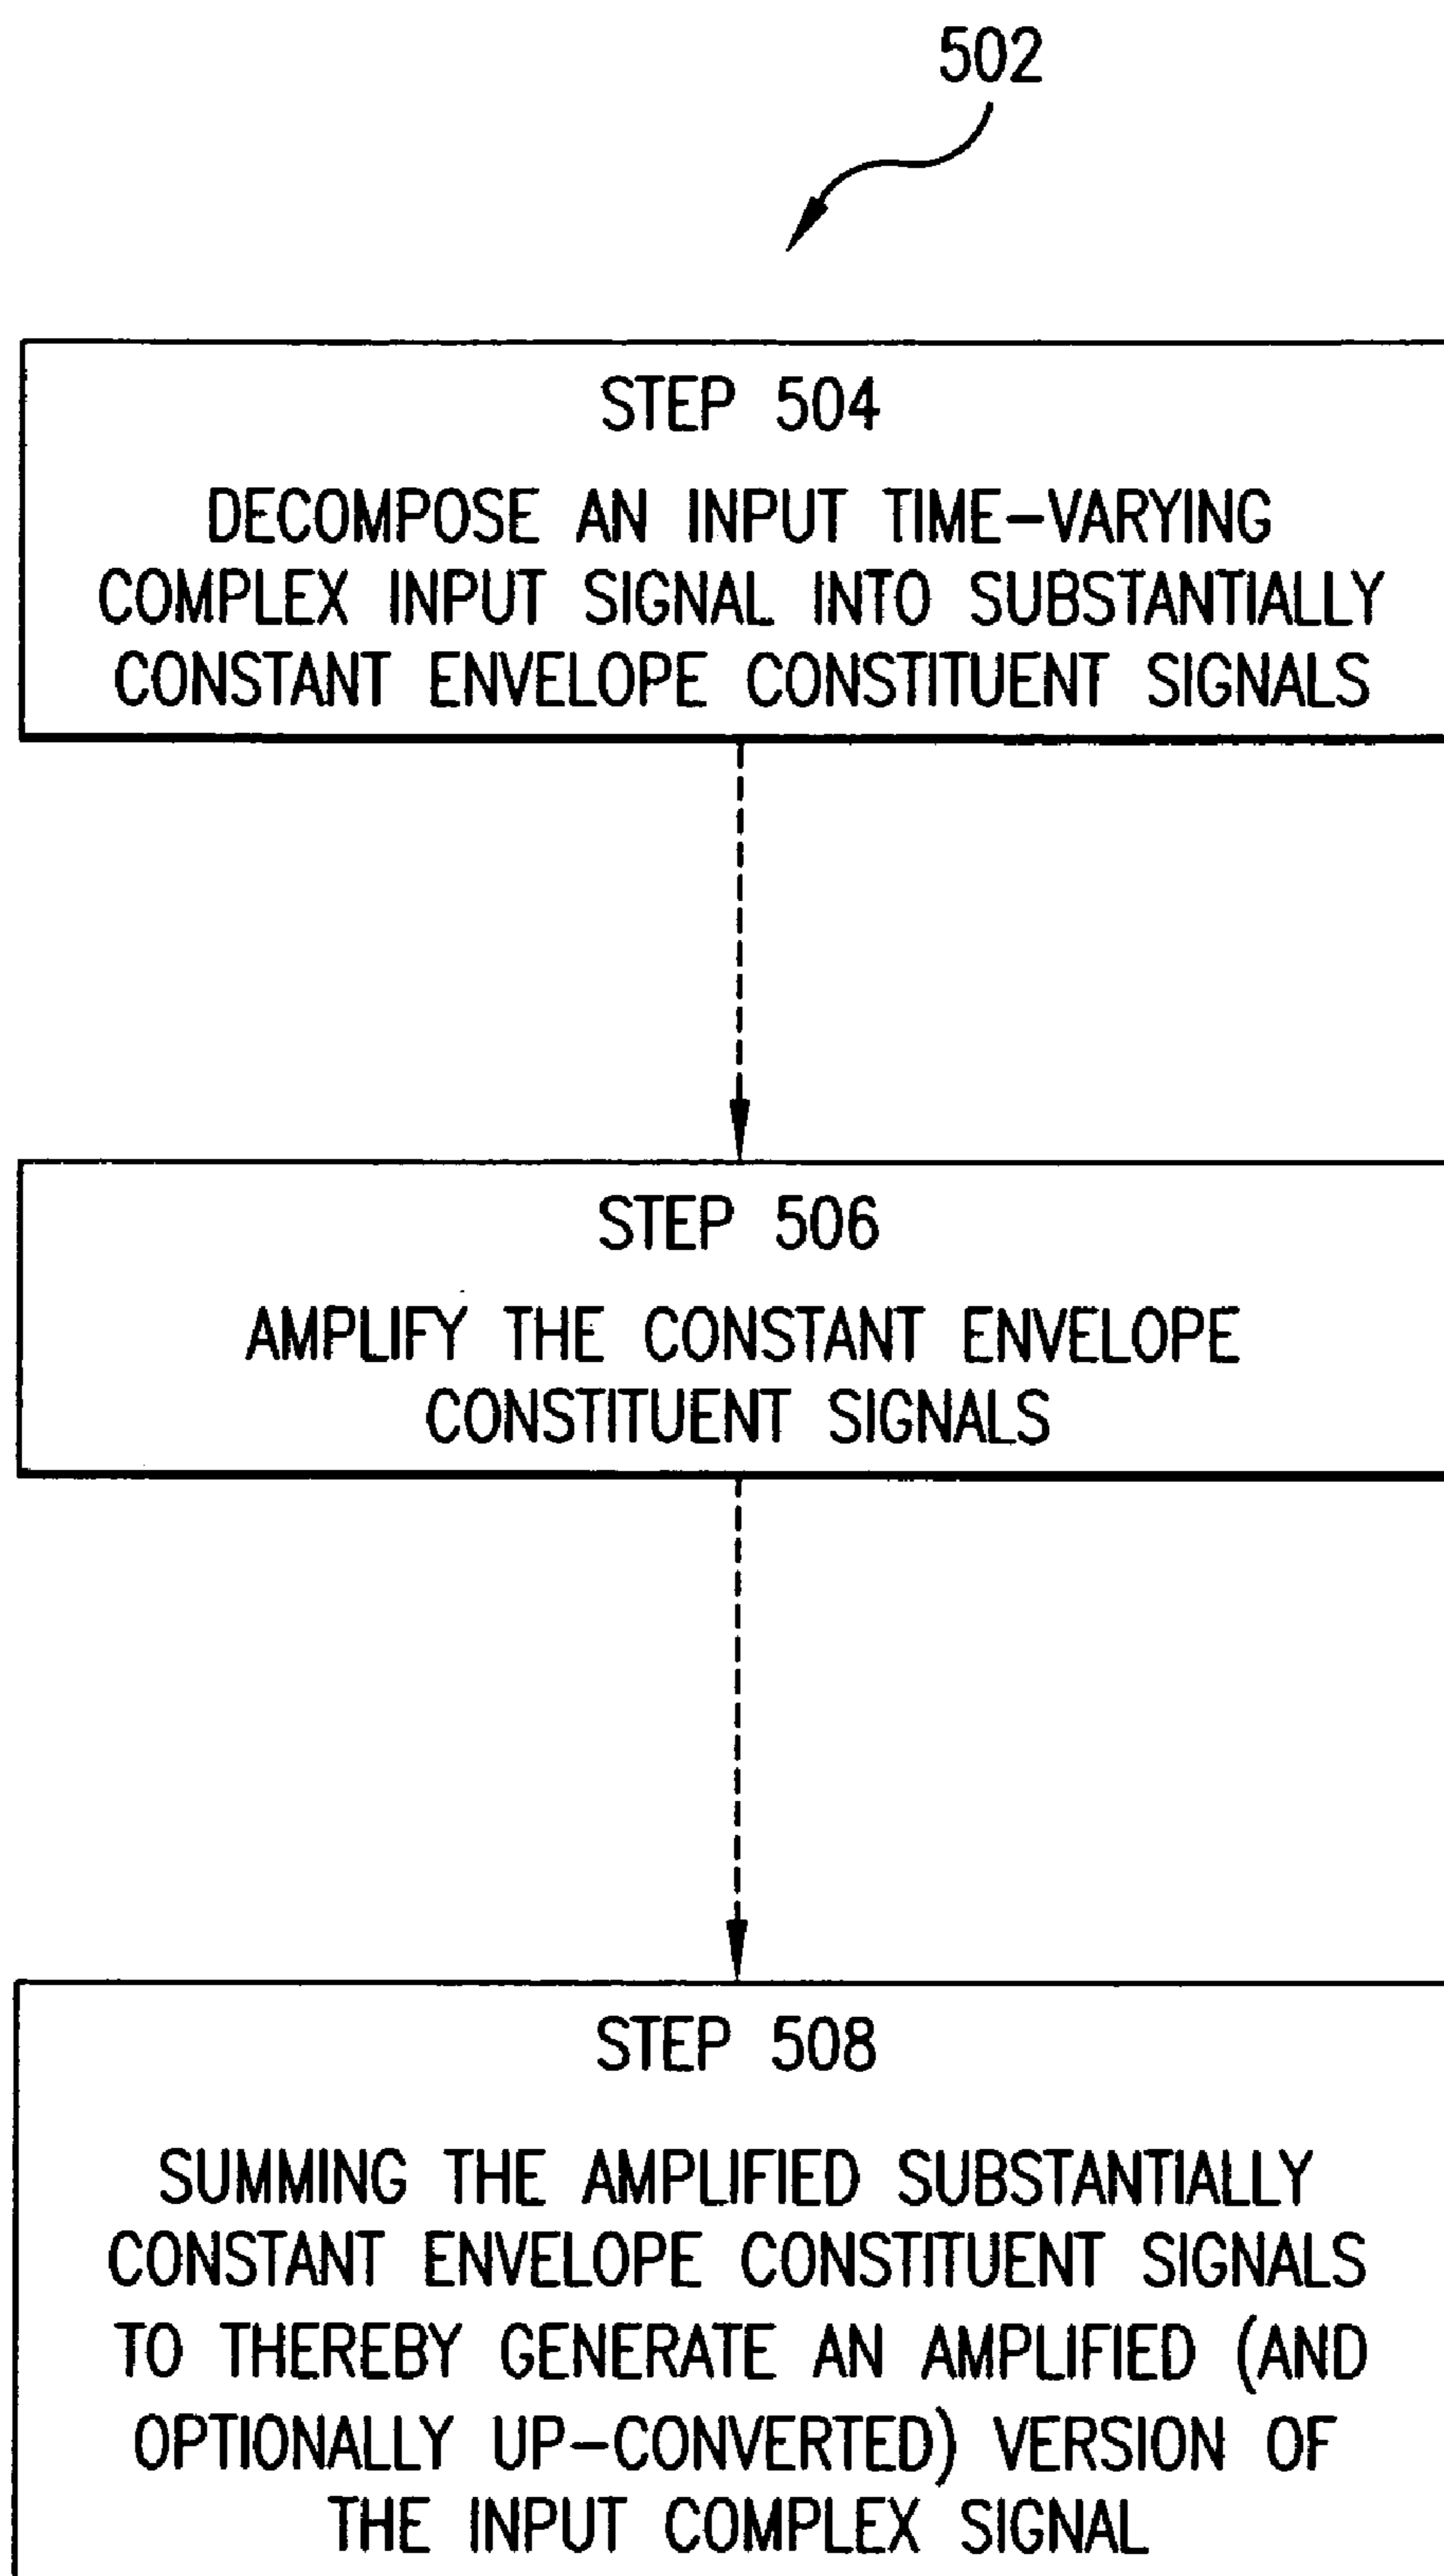 502
STEP 504
DECOMPOSE AN INPUT TIME-VARYING
COMPLEX INPUT SIGNAL INTO SUBSTANTIALLY
CONSTANT ENVELOPE CONSTITUENT SIGNALS
STEP 506
AMPLIFY THE CONSTANT ENVELOPE
CONSTITUENT SIGNALS
STEP 508
SUMMING THE AMPLIFIED SUBSTANTIALLY
CONSTANT ENVELOPE CONSTITUENT SIGNALS
TO THEREBY GENERATE AN AMPLIFIED (AND
OPTIONALLY UP-CONVERTED) VERSION OF
THE INPUT COMPLEX SIGNAL